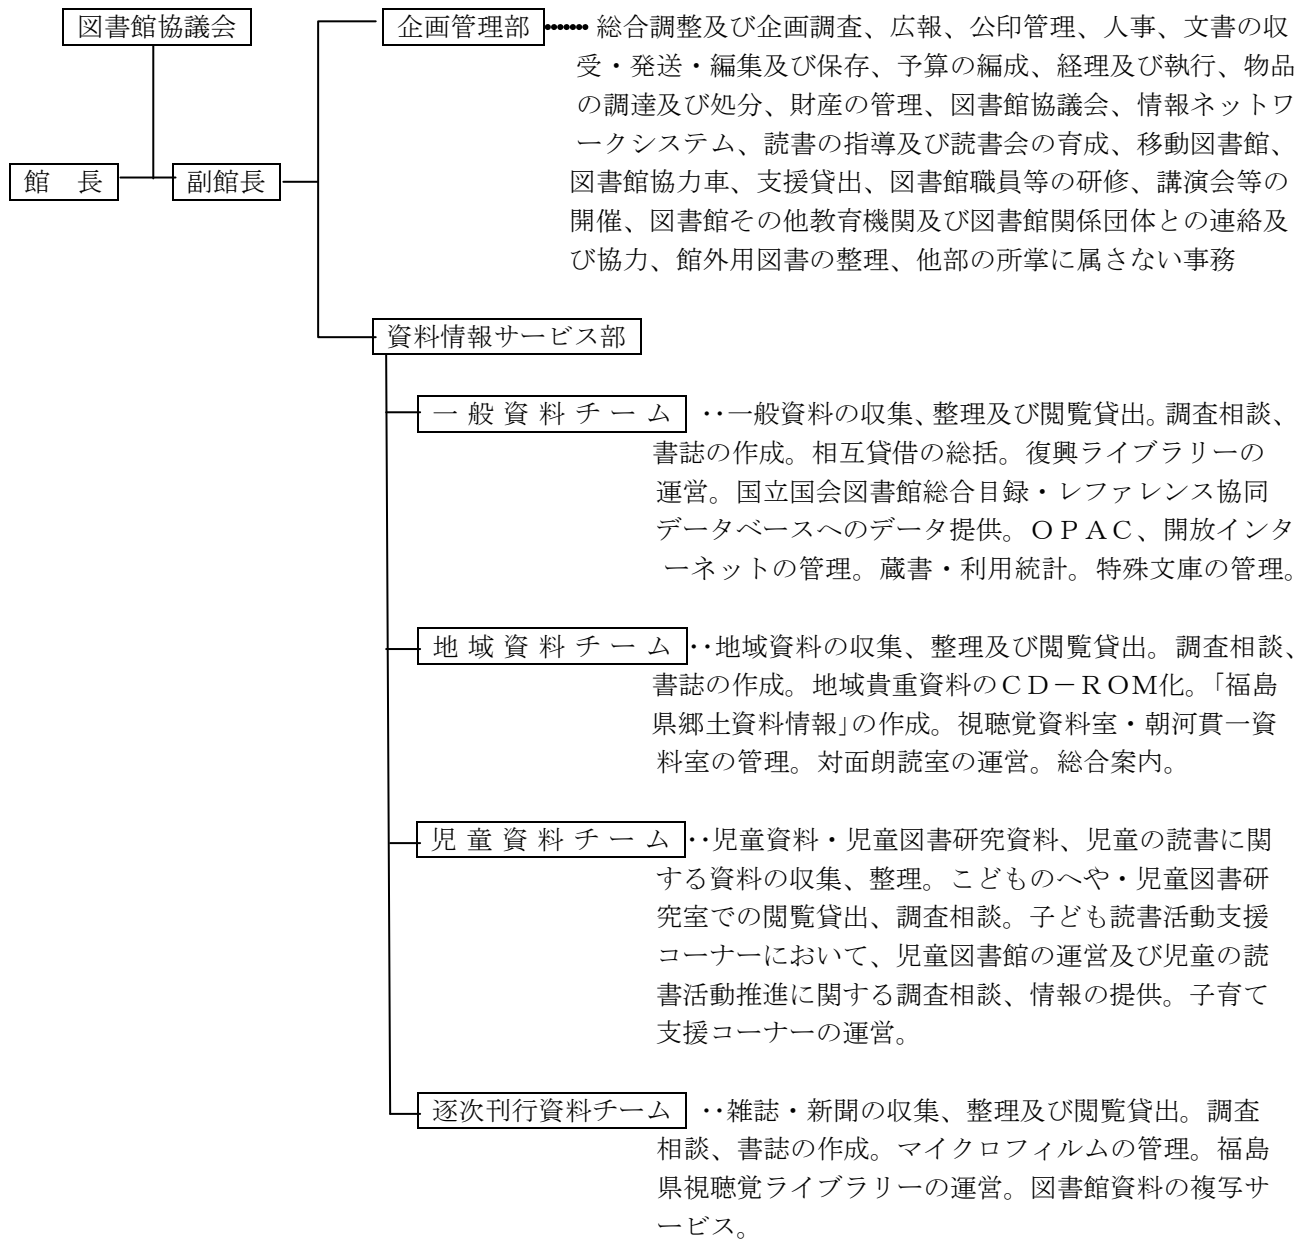 図書館協議会
企画管理部 ‥‥‥ 総合調整及び企画調査、広報、公印管理、人事、文書の収
受・発送・編集及び保存、予算の編成、経理及び執行、物品
の調達及び処分、財産の管理、図書館協議会、情報ネットワ
ークシステム、読書の指導及び読書会の育成、移動図書館、
館　長
副館長
図書館協力車、支援貸出、図書館職員等の研修、講演会等の
開催、図書館その他教育機関及び図書館関係団体との連絡及
び協力、館外用図書の整理、他部の所掌に属さない事務
資料情報サービス部
一 般 資 料 チ ー ム ‥一般資料の収集、整理及び閲覧貸出。調査相談、
書誌の作成。相互貸借の総括。復興ライブラリーの
運営。国立国会図書館総合目録・レファレンス協同
データベースへのデータ提供。ＯＰＡＣ、開放インタ
ーネットの管理。蔵書・利用統計。特殊文庫の管理。
地 域 資 料 チ ー ム ‥地域資料の収集、整理及び閲覧貸出。調査相談、
書誌の作成。地域貴重資料のＣＤ－ＲＯＭ化。「福島
県郷土資料情報」の作成。視聴覚資料室・朝河貫一資
料室の管理。対面朗読室の運営。総合案内。
児 童 資 料 チ ー ム ‥児童資料・児童図書研究資料、児童の読書に関
する資料の収集、整理。こどものへや・児童図書研
究室での閲覧貸出、調査相談。子ども読書活動支援
コーナーにおいて、児童図書館の運営及び児童の読
書活動推進に関する調査相談、情報の提供。子育て
支援コーナーの運営。
逐次刊行資料チーム ‥雑誌・新聞の収集、整理及び閲覧貸出。調査
相談、書誌の作成。マイクロフィルムの管理。福島
県視聴覚ライブラリーの運営。図書館資料の複写サ
ービス。